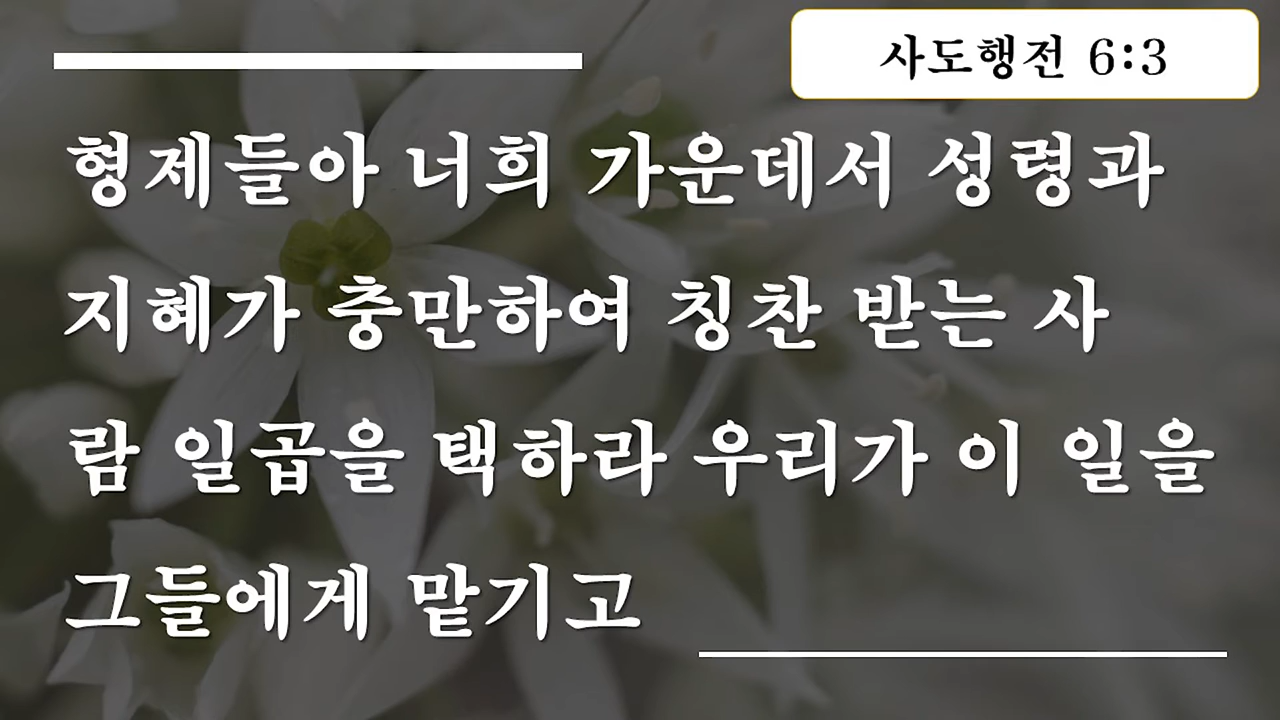 사도행전 6:3
형제들아 너희 가운데서 성령과
지혜가 충만하여 칭찬 받는 사
람 일곱을 택하라 우리가 이 일을
그들에게 맡기고